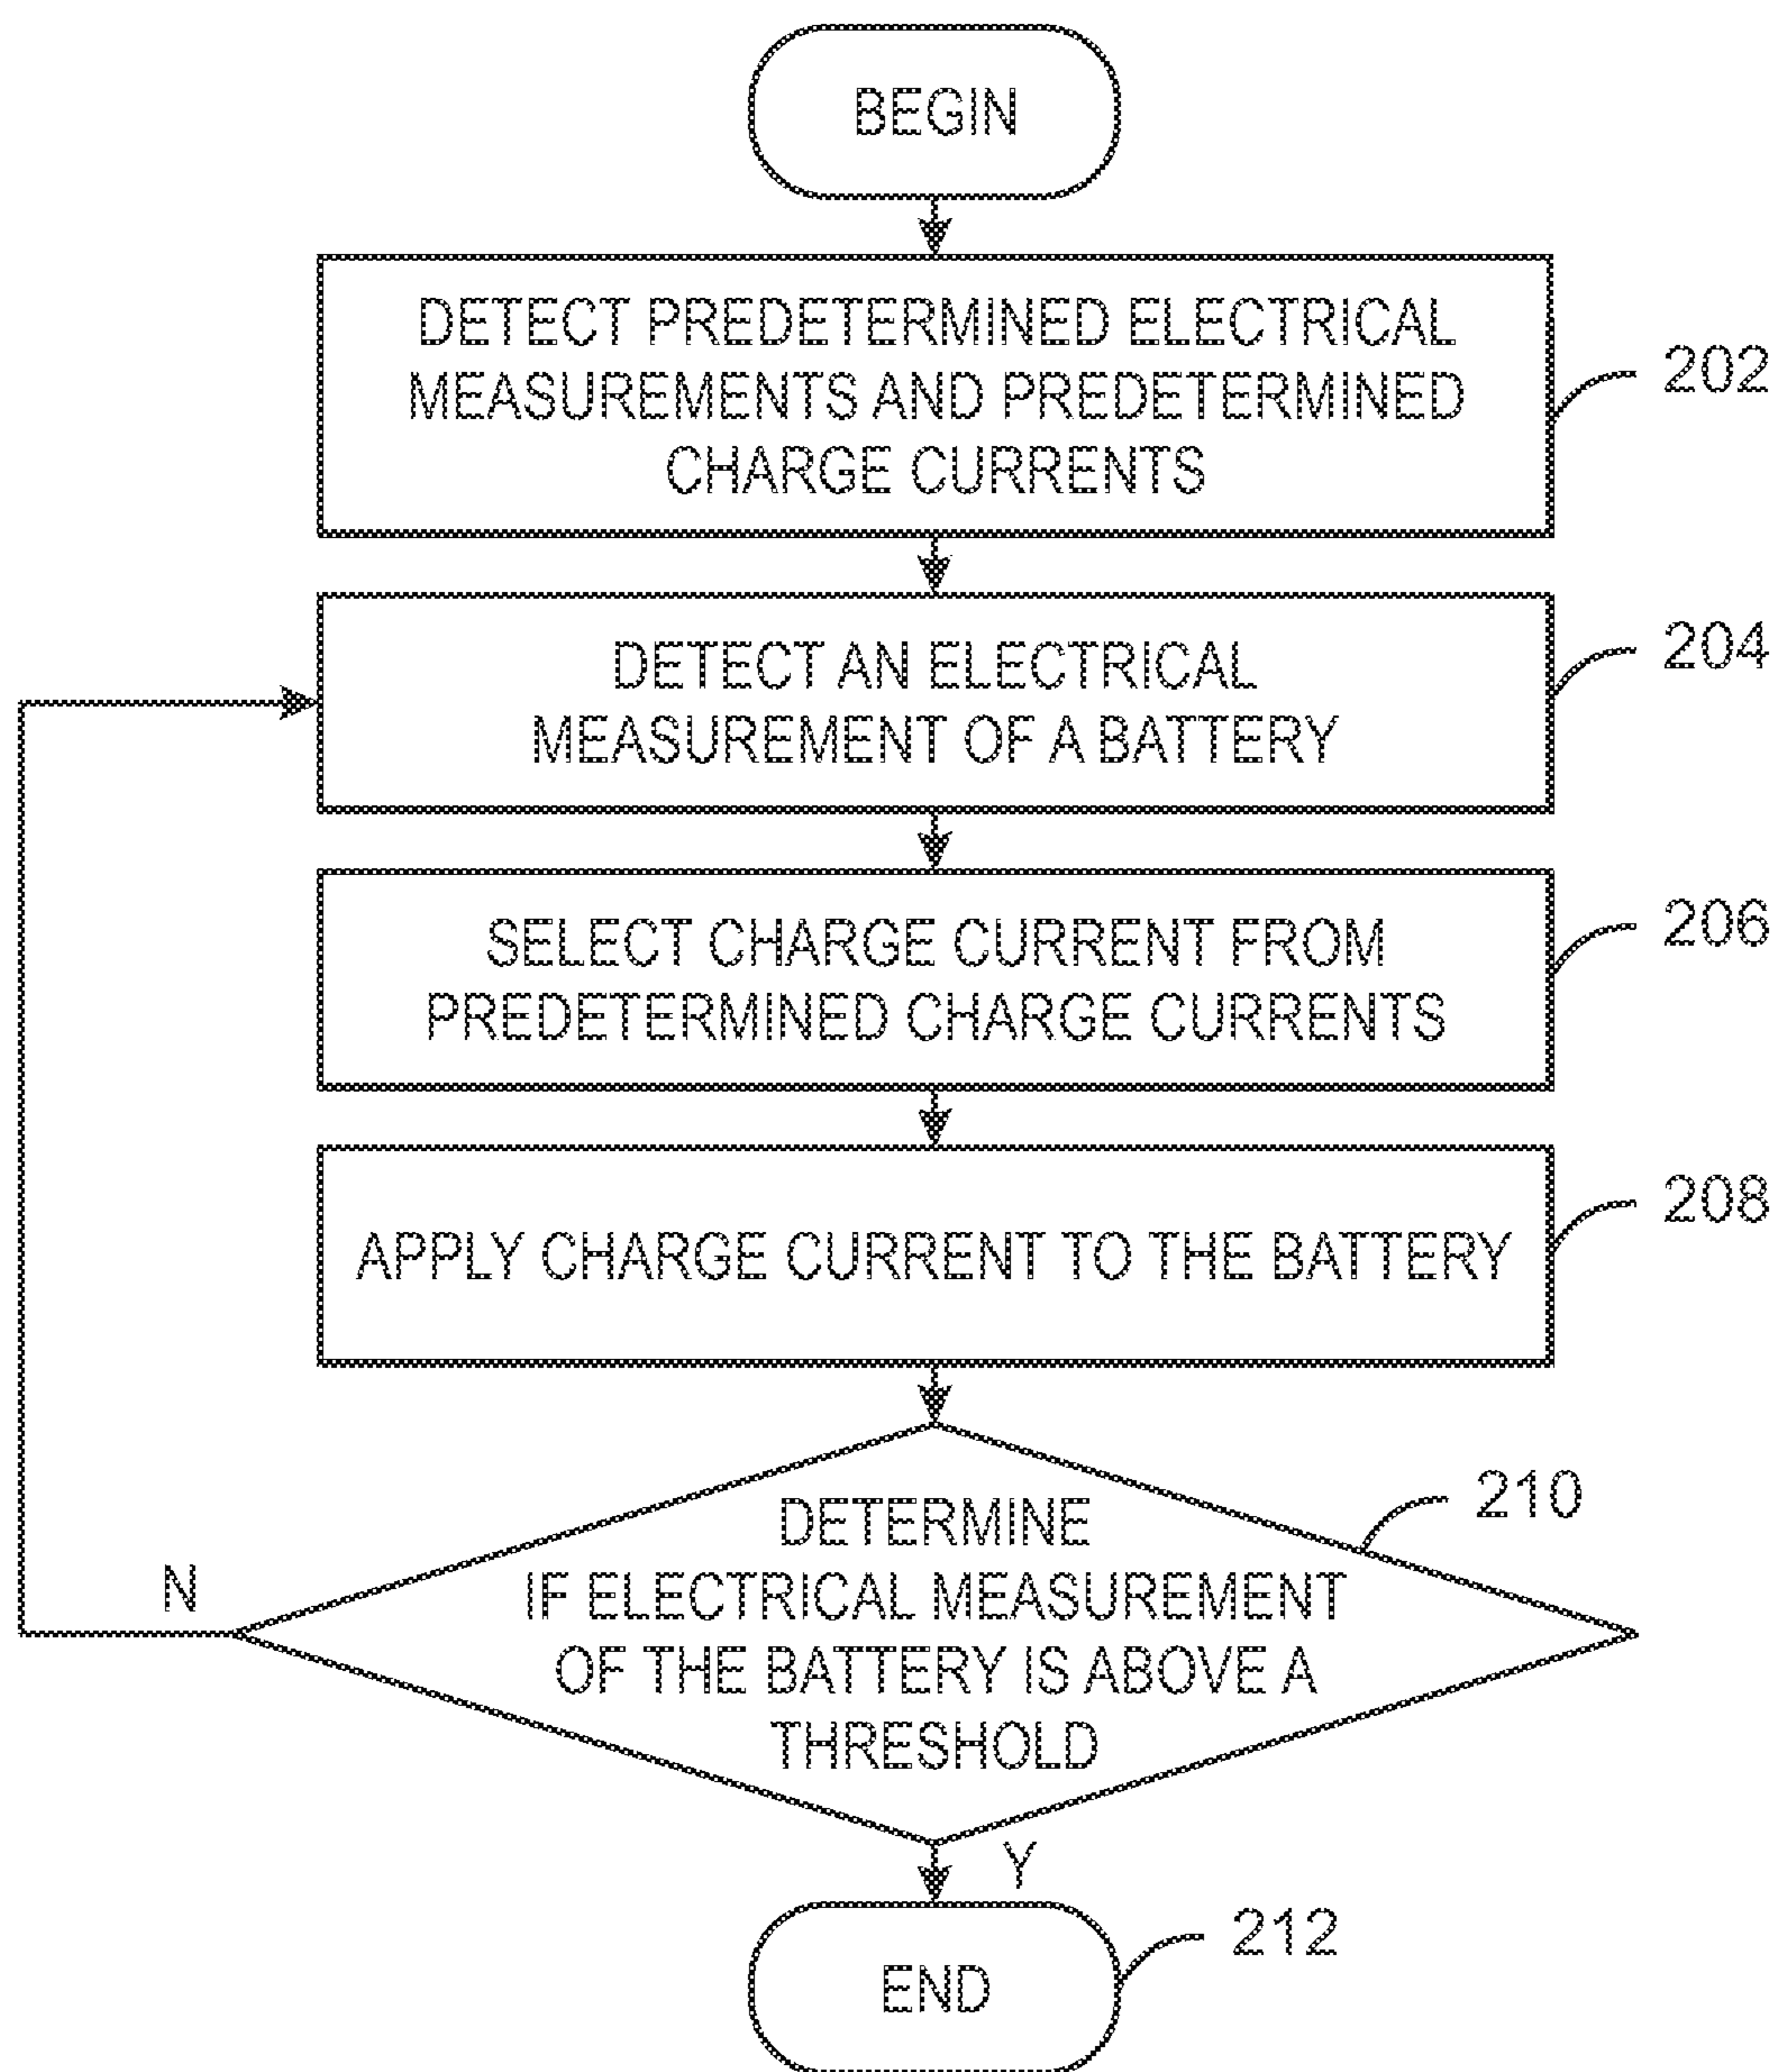 BEGIN
DETECT PREDETERMINED ELECTRICAL
MEASUREMENTS AND PREDETERMINED
CHARGE CURRENTS
202
DETECT AN ELECTRICAL
MEASUREMENT OF A BATTERY
204
SELECT CHARGE CURRENT FROM
PREDETERMINED CHARGE CURRENTS
206
APPLY CHARGE CURRENT TO THE BATTERY
208
DETERMINE
IF ELECTRICAL MEASUREMENT
OF THE BATTERY IS ABOVE A
THRESHOLD
210
N
Y
END
212